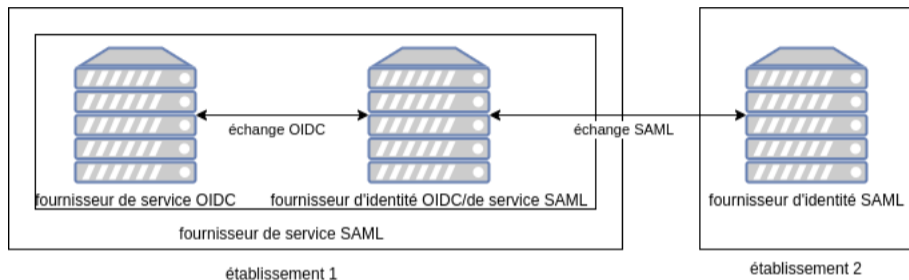 échange OIDC
échange SAML
fournisseur de service OIDC
fournisseur d'identité OIDC/de service SAML
fournisseur d'identité SAML
fournisseur de service SAML
établissement 1
établissement 2